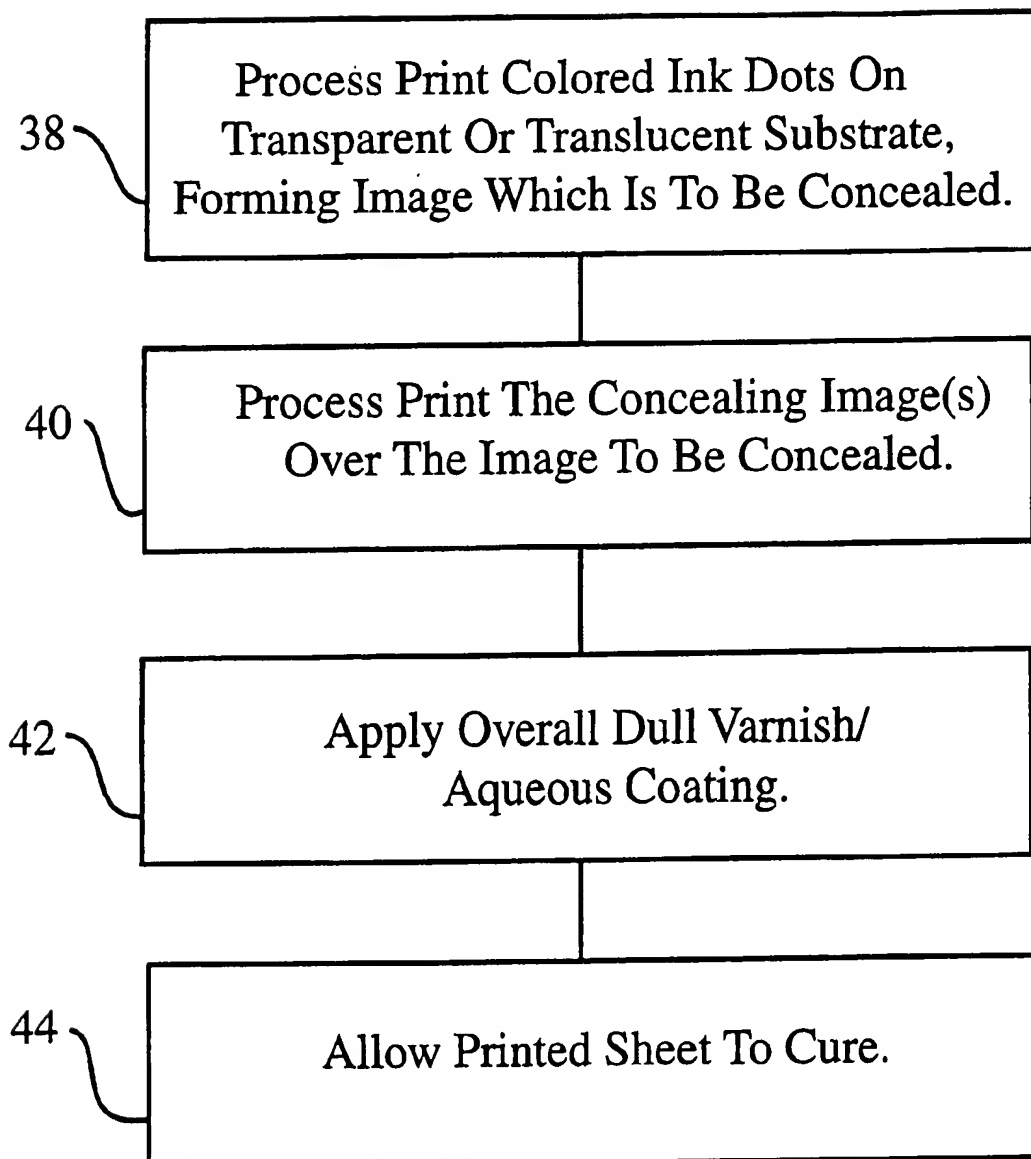 Process Print Colored Ink Dots On
Transparent Or Translucent Substrate,
38
Forming Image Which Is To Be Concealed.
Process Print The Concealing Image(s)
40
Over The Image To Be Concealed.
42
Apply Overall Dull Varnish/
Aqueous Coating.
44
Allow Printed Sheet To Cure.